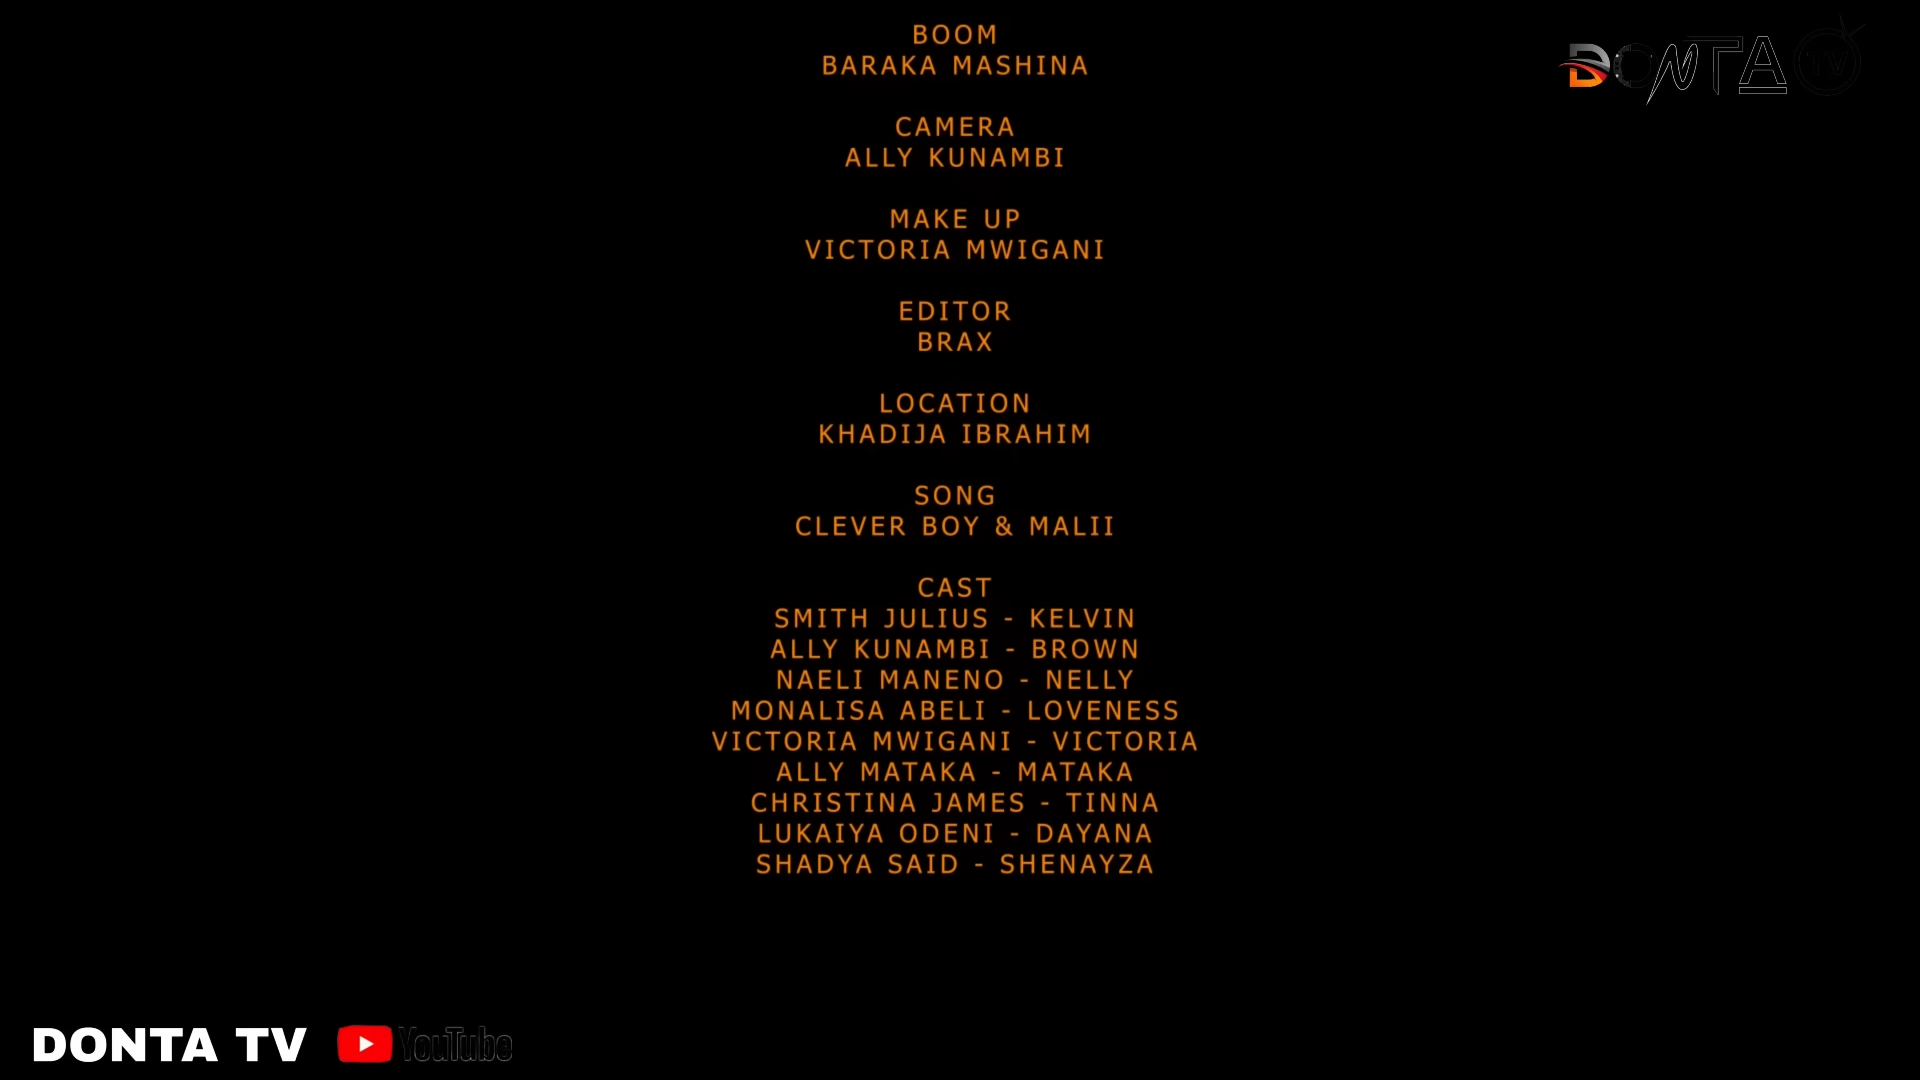 BOOM
BARAKA MASHINA
CAMERA
ALLY KUNAMBI
MAKE UP
VICTORIA MWIGANI
EDITOR
BRAX
LOCATION
KHADIJA IBRAHIM
SONG
CLEVER BOY & MALII
CAST
SMITH JULIUS - KELVIN
ALLY KUNAMBI - BROWN
NAELI MANENO - NELLY
MONALISA ABELI - LOVENESS
VICTORIA MWIGANI - VICTORIA
ALLY MATAKA - MATAKA
CHRISTINA JAMES - TINNA
LUKAIYA ODENI - DAYANA
SHADYA SAID - SHENAYZA
DONTA TV
DONTA TV YouTube